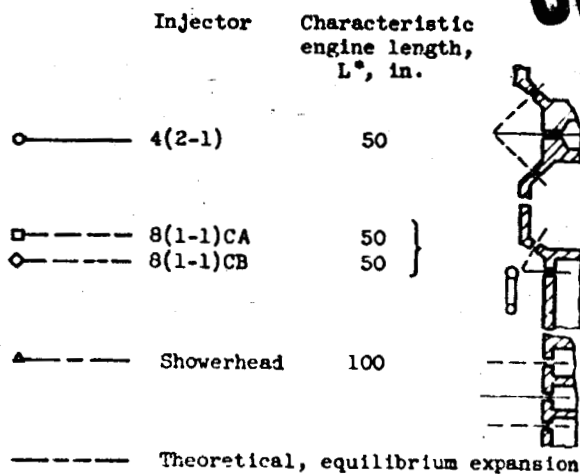 Injector Characteristic engine length, L*, in.
4(2-1) 50
8(1-1)CA 50
8(1-1)CB 50
Showerhead 100
Theoretical, equilibrium expansion